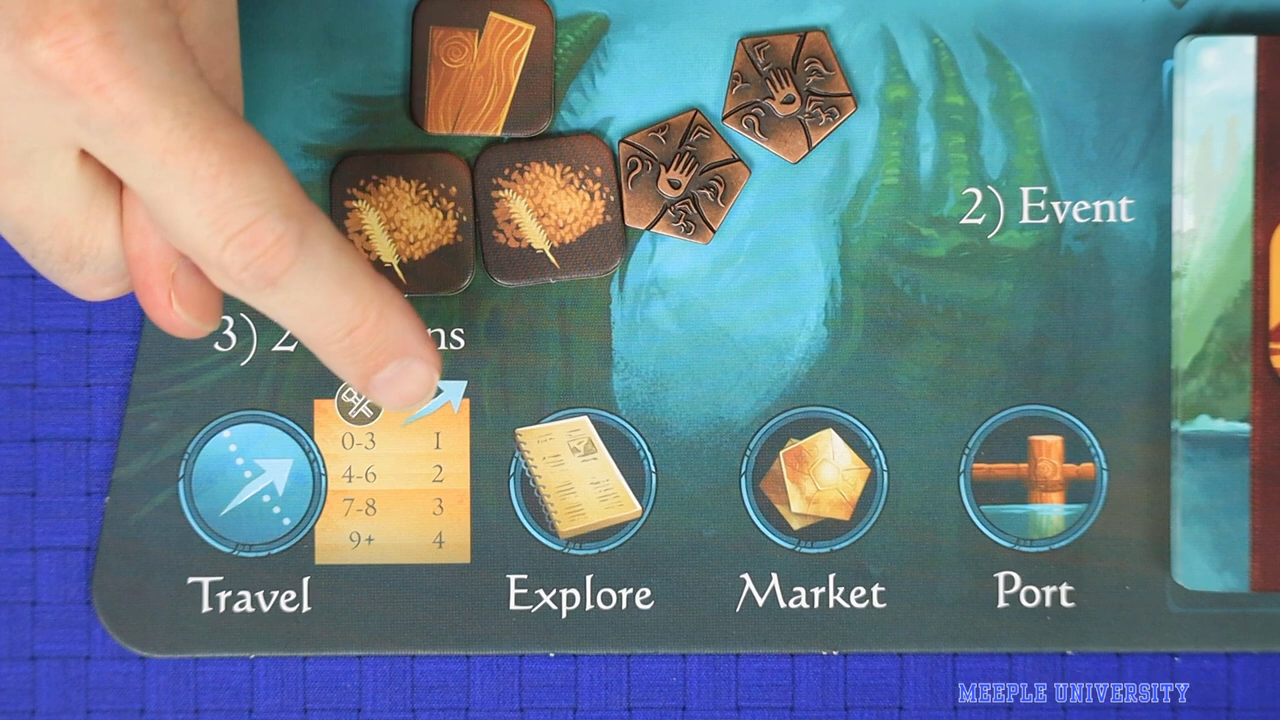 2) Event
3) 2
0-3 1
4-6 2
7-8 3
9+ 4
Travel
Explore
Market
Port
MEEPLE UNIVERSITY